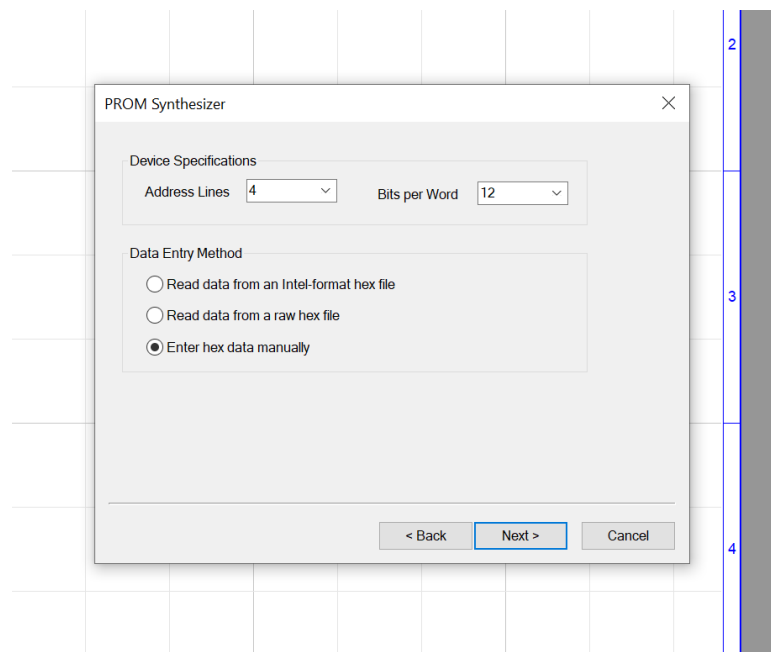 2
PROM Synthesizer
Device Specifications
Address Lines 4 Bits per Word 12
Data Entry Method
Read data from an Intel-format hex file
3
Read data from a raw hex file
Enter hex data manually
< Back Next > Cancel
4